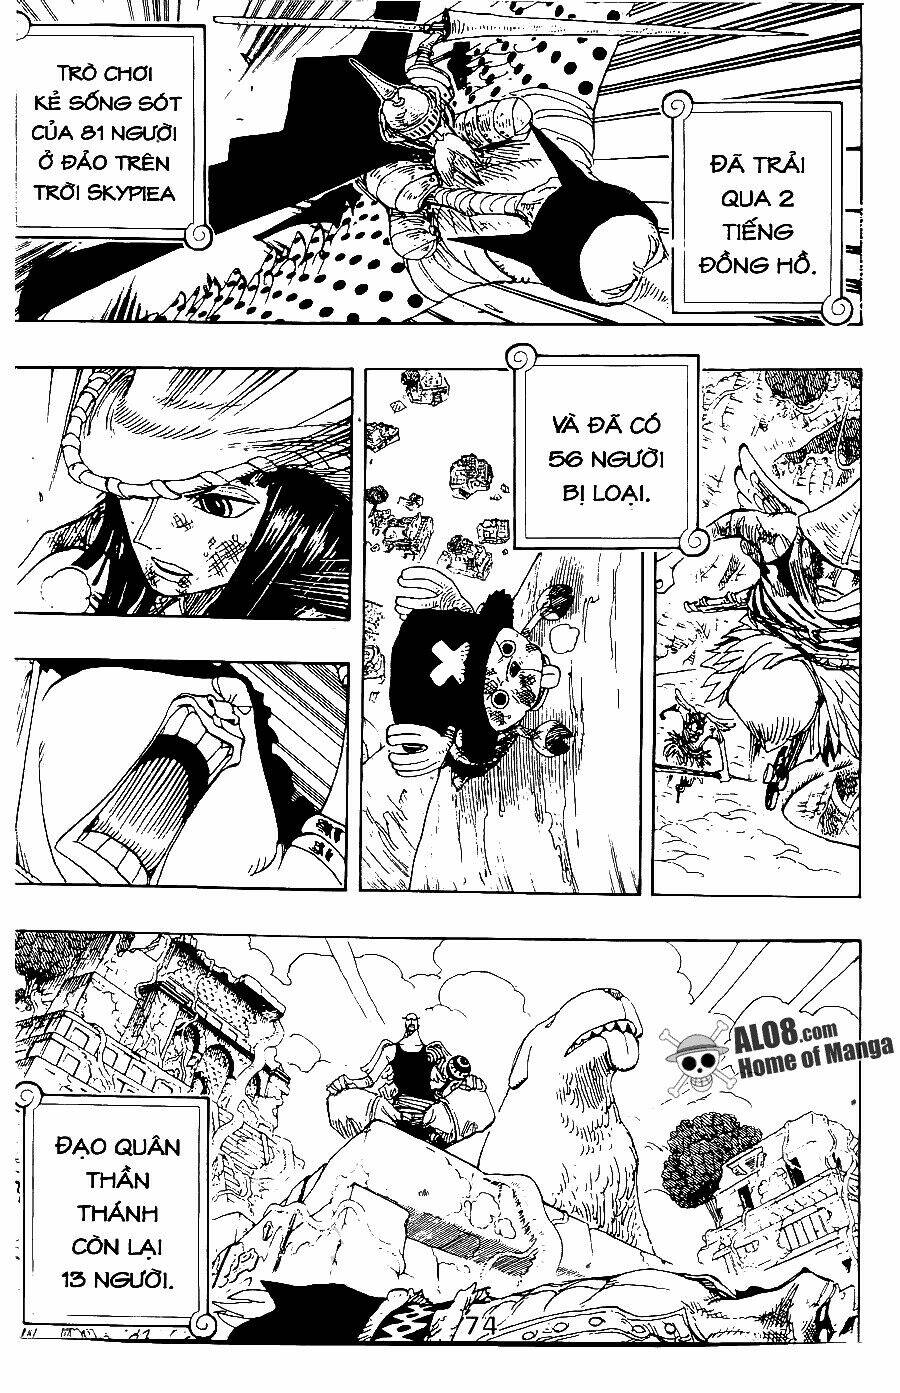 TRÒ CHƠI
KẺ SỐNG SÓT
CỦA 81 NGƯỜI
Ở ĐẢO TRÊN
TRỜI SKYPIEA
ĐÃ TRẢI
QUA 2
TIẾNG
ĐỒNG HỒ.
VÀ ĐÃ CÓ
56 NGƯỜI
BỊ LOẠI.
ALO8.com
Home of Manga
ĐẠO QUÂN
THẦN
THÁNH
CÒN LẠI
13 NGƯỜI.
74